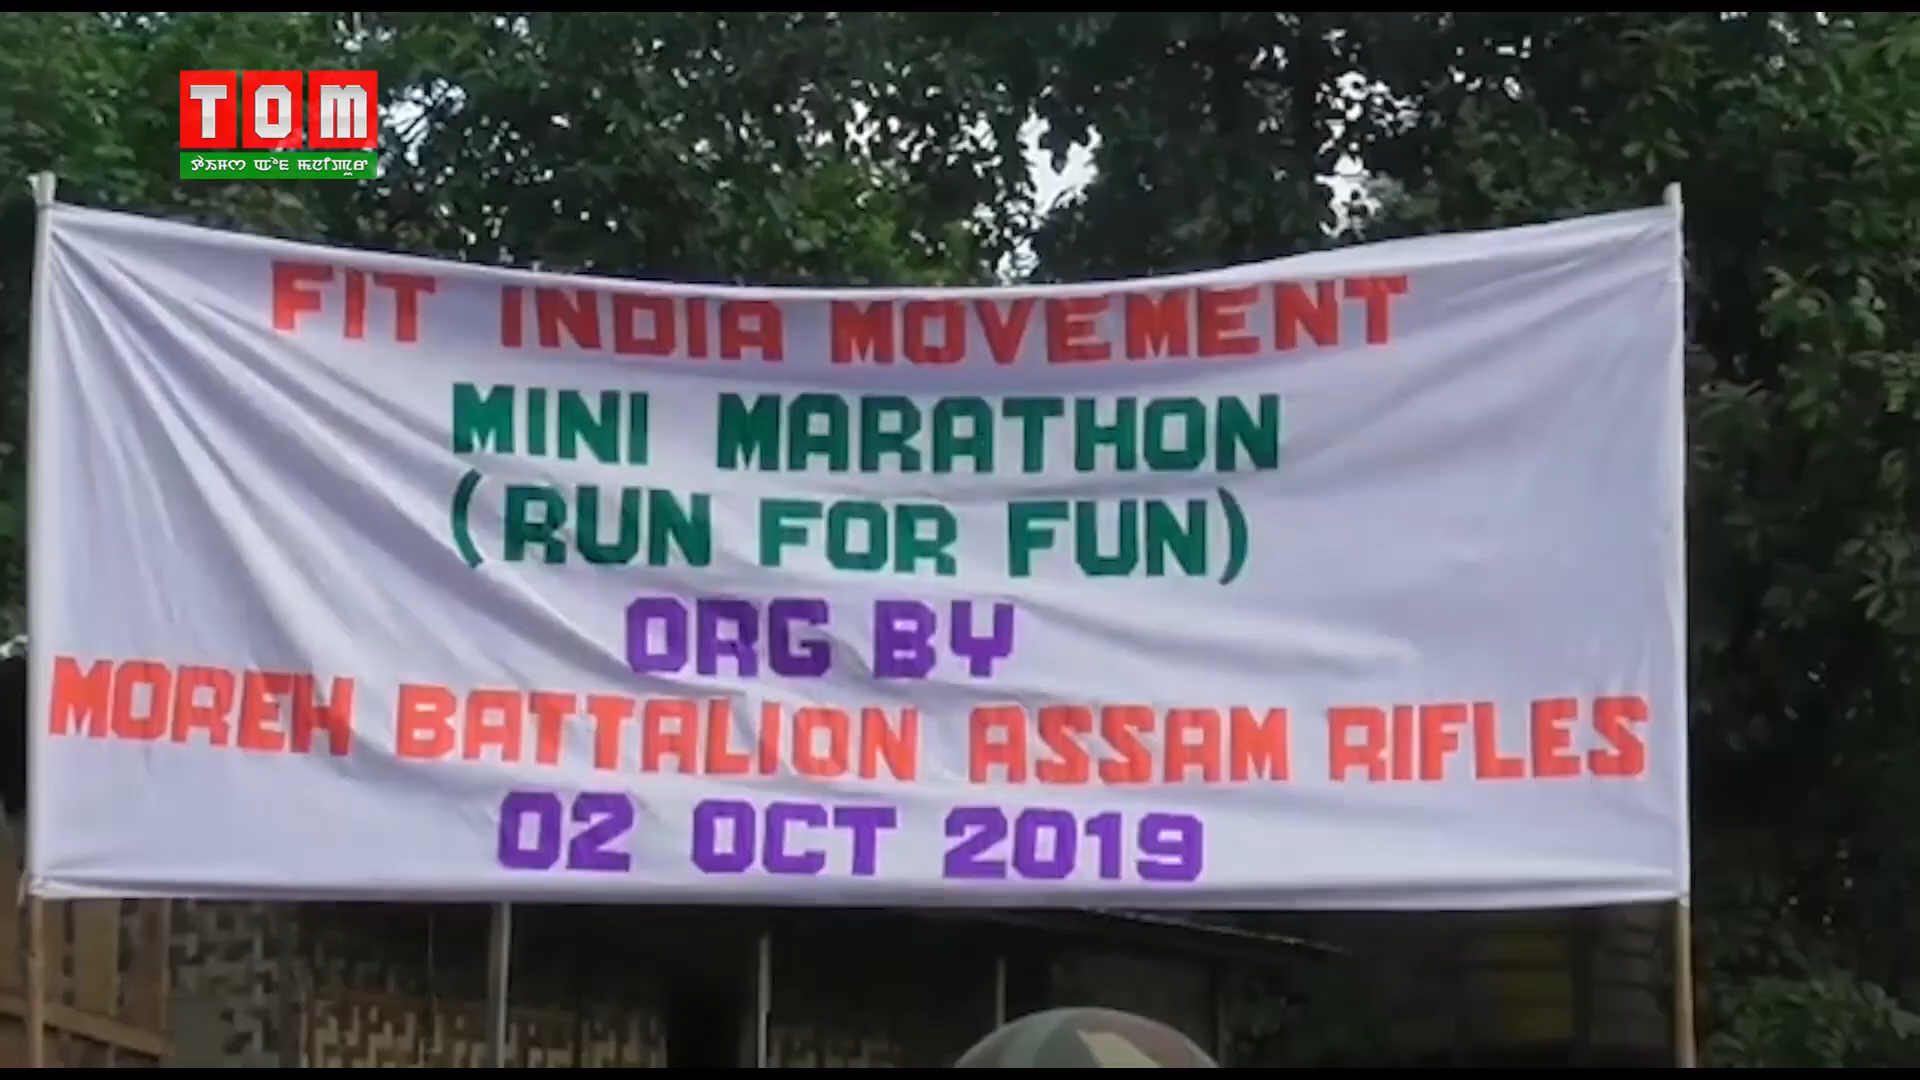 TOM
FIT INDIA MOVEMENT
MINI MARATHON
(RUN FOR FUN)
ORG BY
MOREH BATTALION ASSAM RIFLES
02 OCT 2019